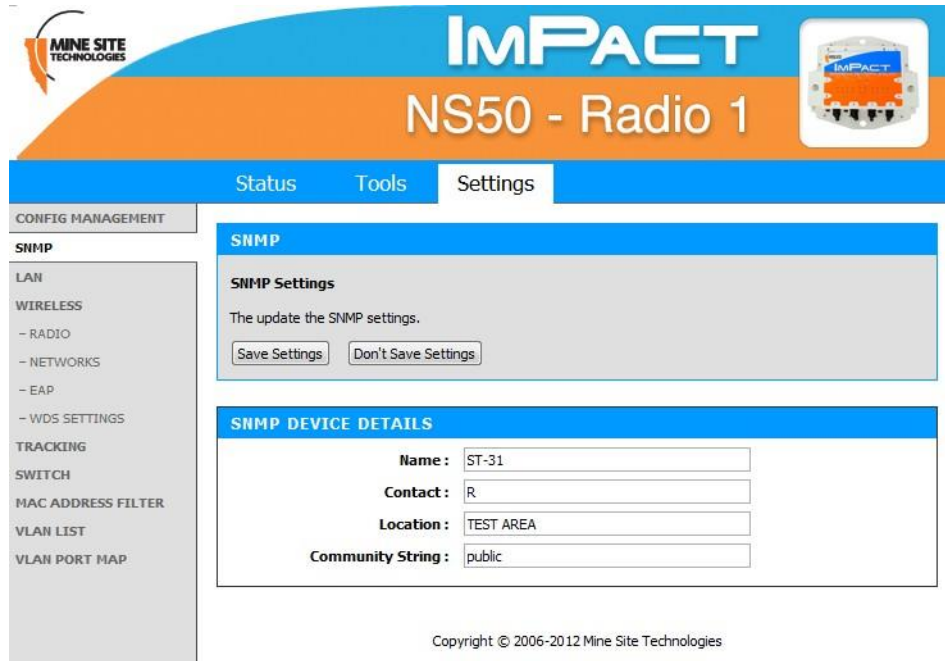 MINE SITE
TECHNOLOGIES
IMPACT
NS50 - Radio 1
IMPACT
Status Tools Settings
CONFIG MANAGEMENT
SNMP
LAN
WIRELESS
– RADIO
– NETWORKS
– EAP
– WDS SETTINGS
TRACKING
SWITCH
MAC ADDRESS FILTER
VLAN LIST
VLAN PORT MAP
SNMP
SNMP Settings
The update the SNMP settings.
Save Settings Don't Save Settings
SNMP DEVICE DETAILS
Name : ST-31
Contact : R
Location : TEST AREA
Community String : public
Copyright © 2006-2012 Mine Site Technologies